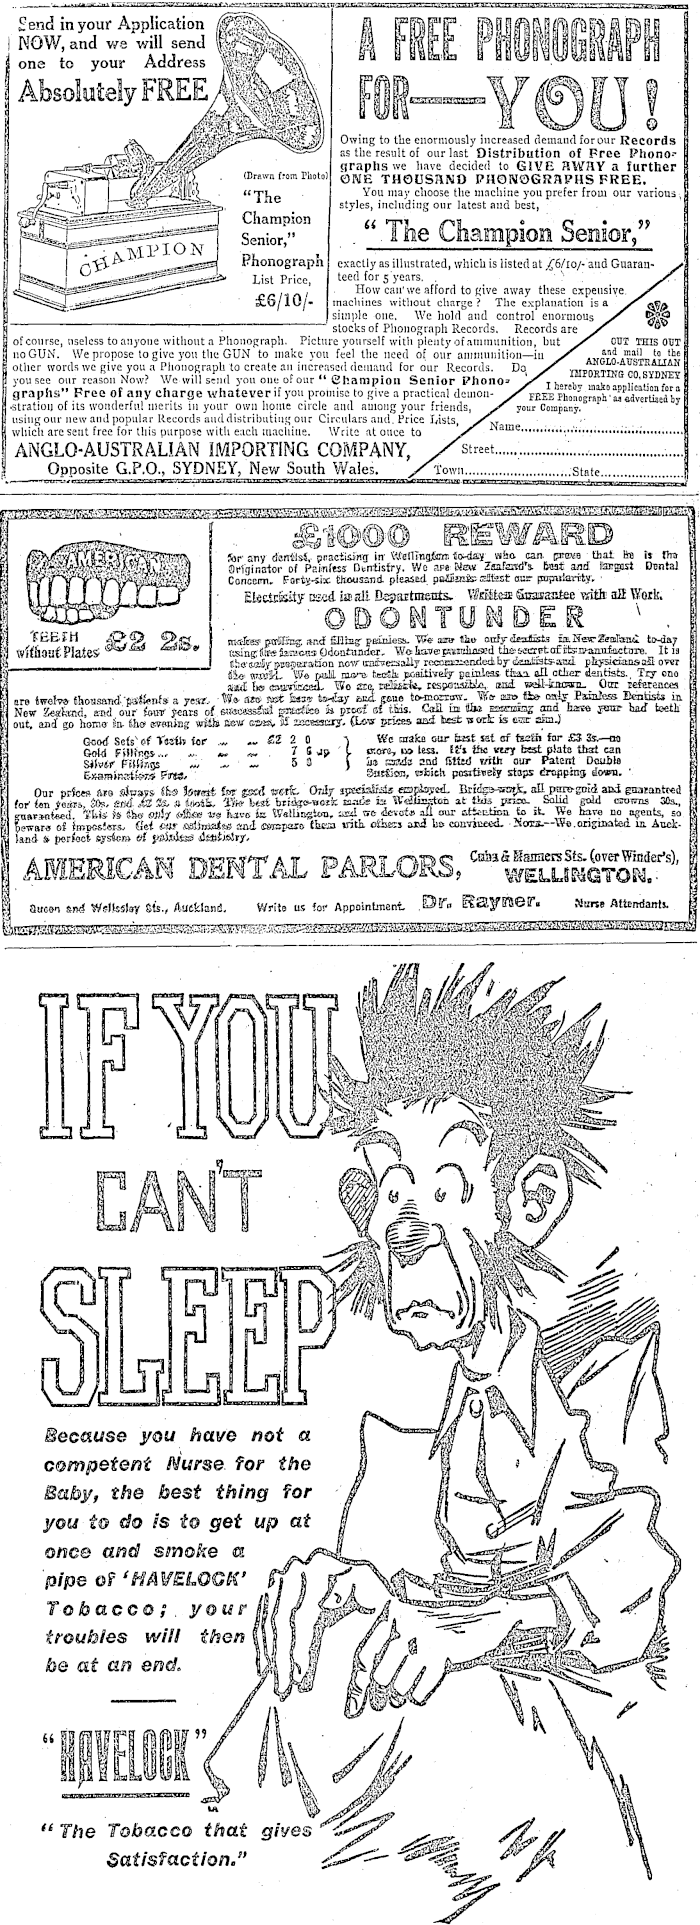 Send in your Application
NOW, and we will send
one to your Address
Absolutely FREE
CHAMPION
(Drawn from Photo)
"The
Champion
Senior,"
Phonograph
List Price,
£6/10/-
A FREE PHONOGRAPH
FOR—YOU!
Owing to the enormously increased demand for our Records
as the result of our last Distribution of Free Phono-
graphs we have decided to GIVE AWAY a further
ONE THOUSAND PHONOGRAPHS FREE.
You may choose the machine you prefer from our various
styles, including our latest and best,
"The Champion Senior,"
exactly as illustrated, which is listed at £6/10/- and Guaran-
teed for 5 years.
How can we afford to give away these expensive
machines without charge? The explanation is a
simple one. We hold and control enormous
stocks of Phonograph Records. Records are
of course, useless to anyone without a Phonograph. Picture yourself with plenty of ammunition, but
no GUN. We propose to give you the GUN to make you feel the need of our ammunition—in
other words we give you a Phonograph to create an increased demand for our Records. Do
you see our reason Now? We will send you one of our "Champion Senior Phono-
graphs" Free of any charge whatever if you promise to give a practical demon-
stration of its wonderful merits in your own home circle and among your friends,
using our new and popular Records and distributing our Circulars and Price Lists,
which are sent free for this purpose with each machine. Write at once to
ANGLO-AUSTRALIAN IMPORTING COMPANY,
Opposite G.P.O., SYDNEY, New South Wales.
CUT THIS OUT
and mail to the
ANGLO-AUSTRALIAN
IMPORTING CO. SYDNEY
I hereby make application for a
FREE Phonograph as advertised by
your Company.
Name
Street
Town State
AMERICAN
TEETH
without Plates £2 2s.
£1000 REWARD
for any dentist, practising in Wellington to-day who can prove that he is the
Originator of Painless Dentistry. We are New Zealand's best and largest Dental
Concern. Forty-six thousand pleased patients attest our popularity.
Electricity used in all Departments. Written Guarantee with all Work.
ODONTUNDER
makes pulling and filling painless. We are the only dentists in New Zealand to-day
using the famous Odontunder. We have purchased the secret of its manufacture. It is
the only preparation now universally recommended by dentists and physicians all over
the world. We pull more teeth positively painless than all other dentists. Try one
and be convinced. We are reliable, responsible, and well-known. Our references
are twelve thousand patients a year. We are not here to-day and gone to-morrow. We are the only Painless Dentists in
New Zealand, and our four years of successful practice is proof of this. Call in the morning and have your bad teeth
out, and go home in the evening with new ones, if necessary. (Low prices and best work is our aim.)
Good Sets of Teeth for £2 2 0
Gold Fillings 7 6 up
Silver Fillings 5 0
Examinations Free.
We make our best set of teeth for £3 3s.—no
more, no less. It's the very best plate that can
be made and fitted with our Patent Double
Suction, which positively stops dropping down.
Our prices are always the lowest for good work. Only specialists employed. Bridge-work, all pure gold and guaranteed
for ten years, 30s. and £2 2s. a tooth. The best bridge-work made in Wellington at this price. Solid gold crowns 30s.,
guaranteed. This is the only office we have in Wellington, and we devote all our attention to it. We have no agents, so
beware of imposters. Get our estimates and compare them with others and be convinced. NOTE.—We originated in Auck-
land a perfect system of painless dentistry.
AMERICAN DENTAL PARLORS, Cuba & Manners Sts. (over Winder's),
WELLINGTON.
Queen and Wellesley Sts., Auckland. Write us for Appointment. Dr. Rayner. Nurse Attendants.
IF YOU
CAN'T
SLEEP
Because you have not a
competent Nurse for the
Baby, the best thing for
you to do is to get up at
once and smoke a
pipe of 'HAVELOCK'
Tobacco; your
troubles will then
be at an end.
"HAVELOCK"
"The Tobacco that gives
Satisfaction."